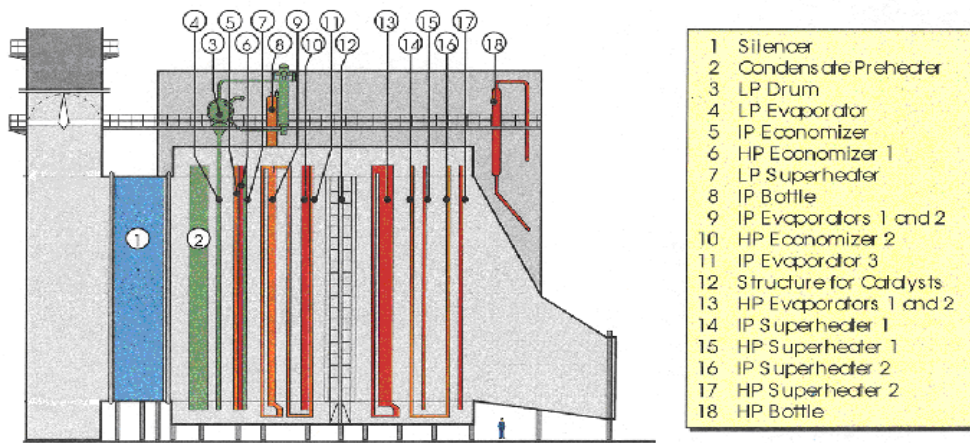 4 5 6 7 8 9 10 11 12 13 14 15 16 17
3 18
1 2
1 Silencer
2 Condensate Preheater
3 LP Drum
4 LP Evaporator
5 IP Economizer
6 HP Economizer 1
7 LP Superheater
8 IP Bottle
9 IP Evaporators 1 and 2
10 HP Economizer 2
11 IP Evaporator 3
12 Structure for Catalysts
13 HP Evaporators 1 and 2
14 IP Superheater 1
15 HP Superheater 1
16 IP Superheater 2
17 HP Superheater 2
18 HP Bottle